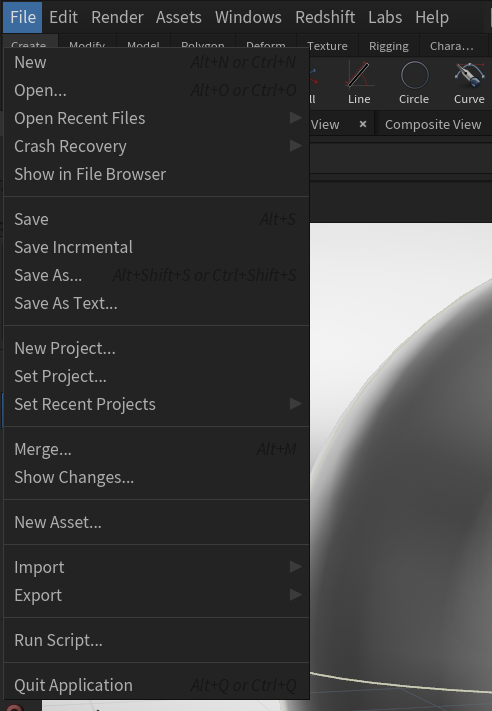 File Edit Render Assets Windows Redshift Labs Help
Create Modify Model Polygon Deform Texture Rigging Chara...
New Alt+N or Ctrl+N
Open... Alt+O or Ctrl+O
Line Circle Curve
Open Recent Files
View × Composite View
Crash Recovery
Show in File Browser
Save Alt+S
Save Incrmental
Save As... Alt+Shift+S or Ctrl+Shift+S
Save As Text...
New Project...
Set Project...
Set Recent Projects
Merge... Alt+M
Show Changes...
New Asset...
Import
Export
Run Script...
Quit Application Alt+Q or Ctrl+Q